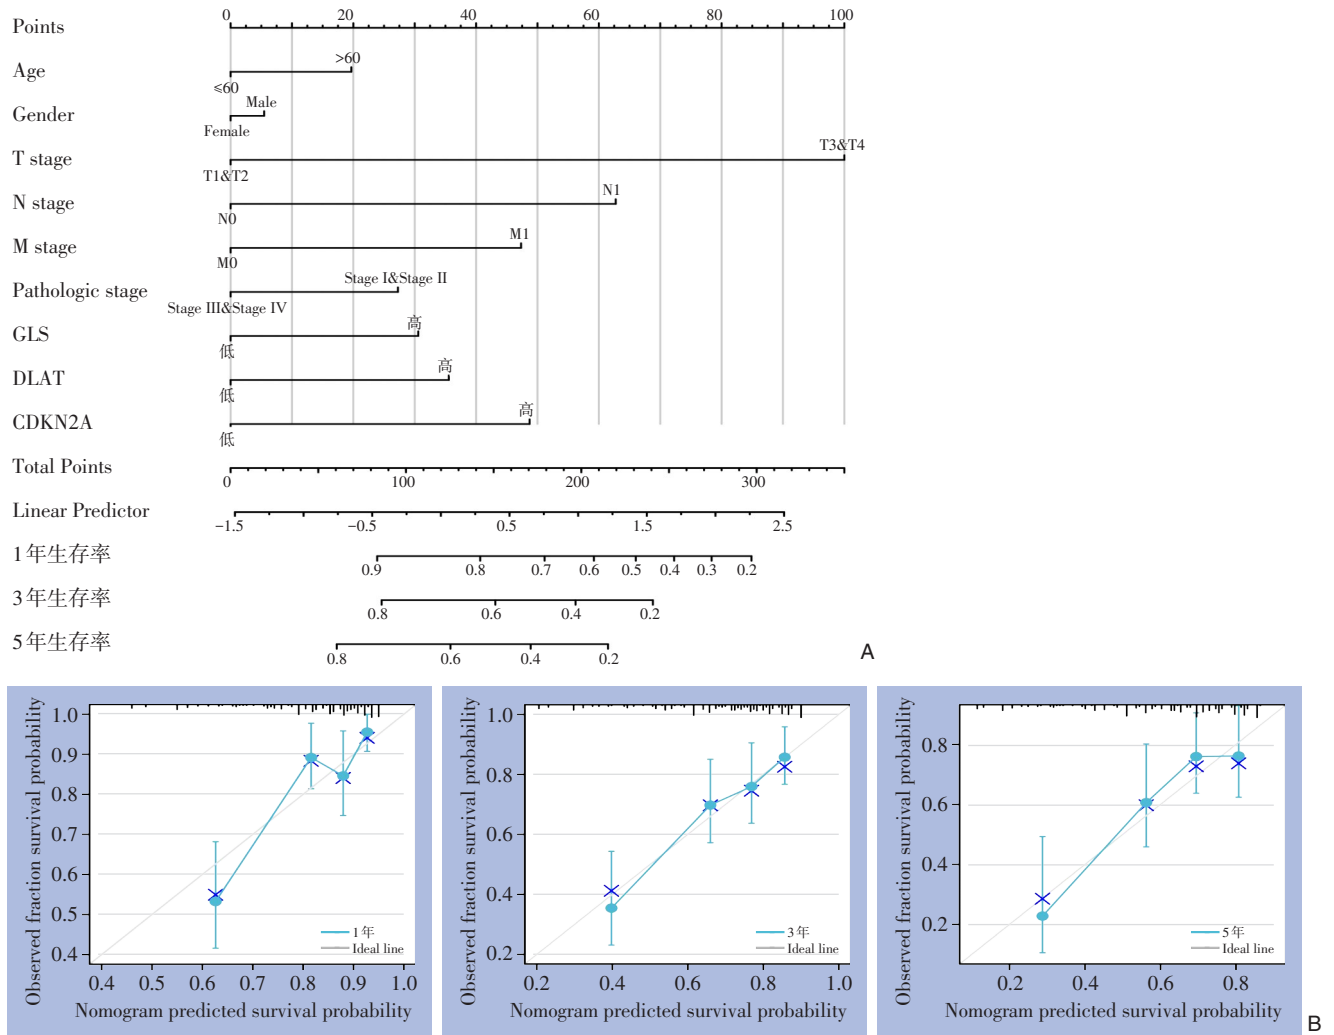 Points 0 20 40 60 80 100
Age ≤60 >60
Gender Female Male
T stage T1&T2 T3&T4
N stage N0 N1
M stage M0 M1
Pathologic stage Stage III&Stage IV Stage I&Stage II
GLS 低 高
DLAT 低 高
CDKN2A 低 高
Total Points 0 100 200 300
Linear Predictor −1.5 −0.5 0.5 1.5 2.5
1年生存率 0.9 0.8 0.7 0.6 0.5 0.4 0.3 0.2
3年生存率 0.8 0.6 0.4 0.2
5年生存率 0.8 0.6 0.4 0.2
A
Observed fraction survival probability
1.0
0.9
0.8
0.7
0.6
0.5
0.4
1年
Ideal line
0.4 0.5 0.6 0.7 0.8 0.9 1.0
Nomogram predicted survival probability
Observed fraction survival probability
1.0
0.8
0.6
0.4
0.2
3年
Ideal line
0.2 0.4 0.6 0.8 1.0
Nomogram predicted survival probability
Observed fraction survival probability
0.8
0.6
0.4
0.2
5年
Ideal line
0.2 0.4 0.6 0.8
Nomogram predicted survival probability
B